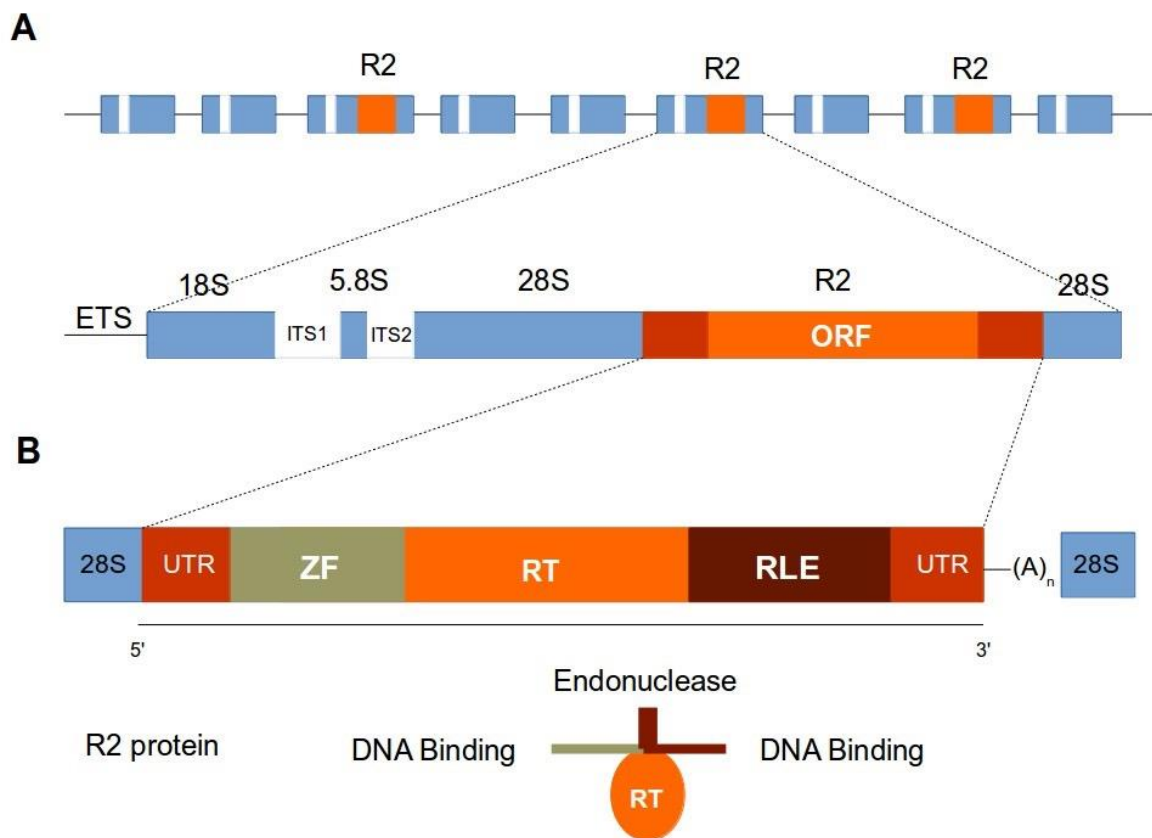 A
R2 R2 R2
18S 5.8S 28S R2 28S
ETS ITS1 ITS2 ORF
B
28S UTR ZF RT RLE UTR (A)n 28S
5' 3'
Endonuclease
R2 protein DNA Binding DNA Binding
RT